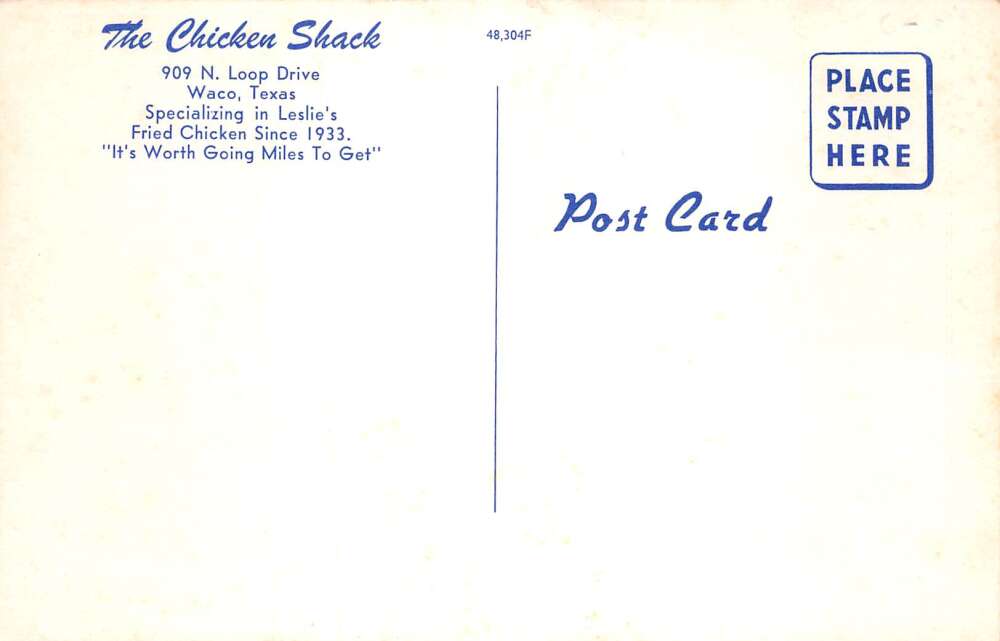 The Chicken Shack
909 N. Loop Drive
Waco, Texas
Specializing in Leslie's
Fried Chicken Since 1933.
"It's Worth Going Miles To Get"
48,304F
PLACE
STAMP
HERE
Post Card